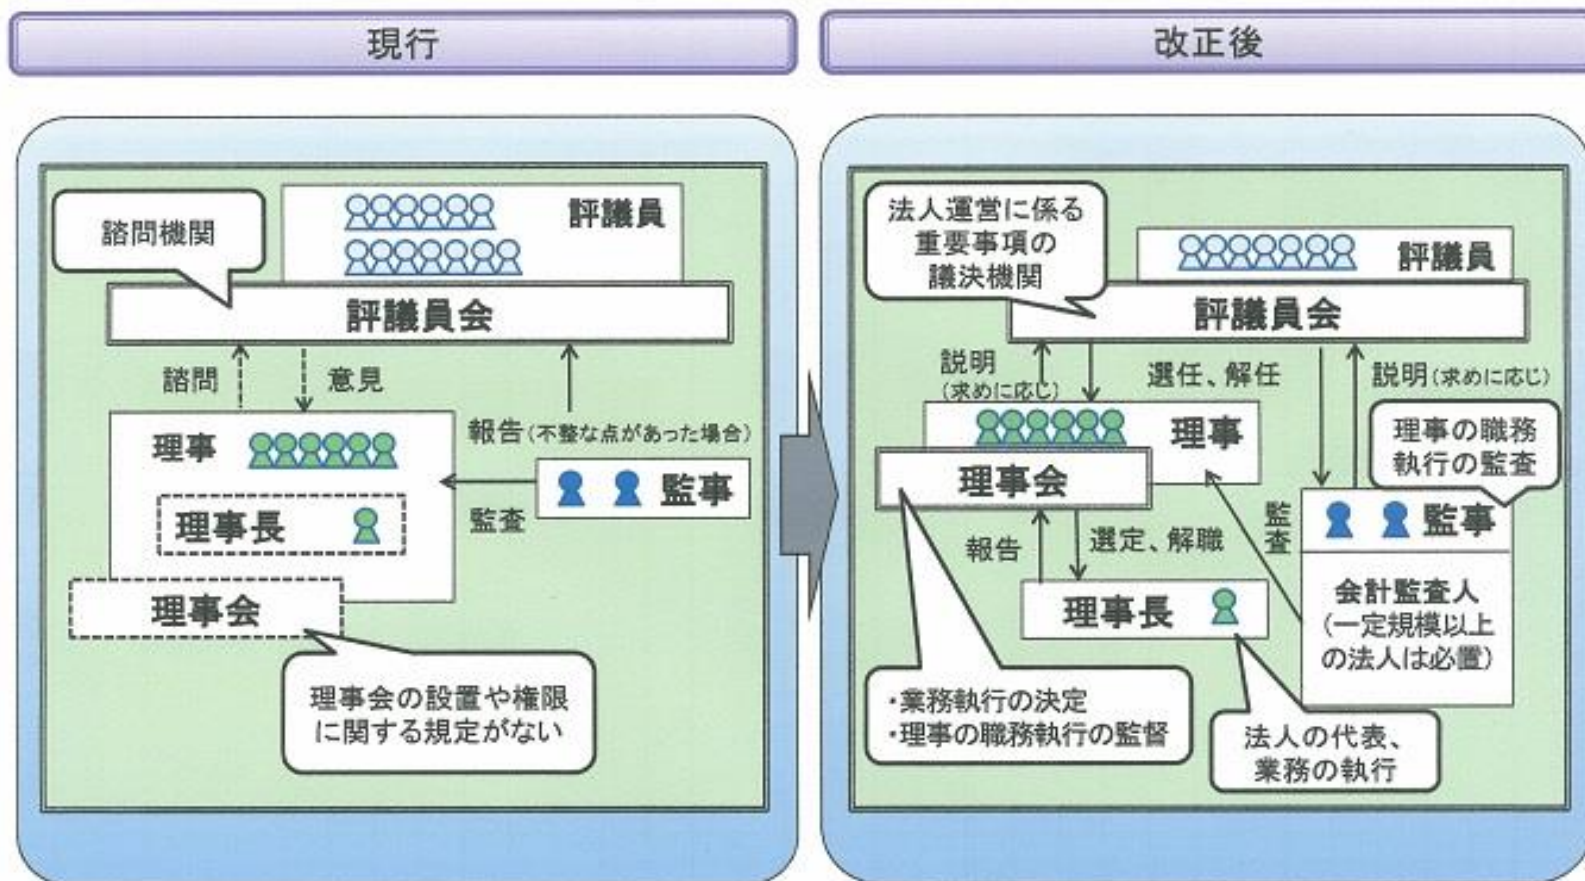 現行
諮問機関
評議員
評議員会
諮問
意見
報告(不整な点があった場合)
理事
理事長
監査
監事
理事会
理事会の設置や権限
に関する規定がない
改正後
法人運営に係る
重要事項の
議決機関
評議員
評議員会
説明
(求めに応じ)
選任、解任
説明(求めに応じ)
理事
理事会
理事の職務
執行の監査
監査
監事
報告
選定、解職
理事長
会計監査人
(一定規模以上
の法人は必置)
・業務執行の決定
・理事の職務執行の監督
法人の代表、
業務の執行